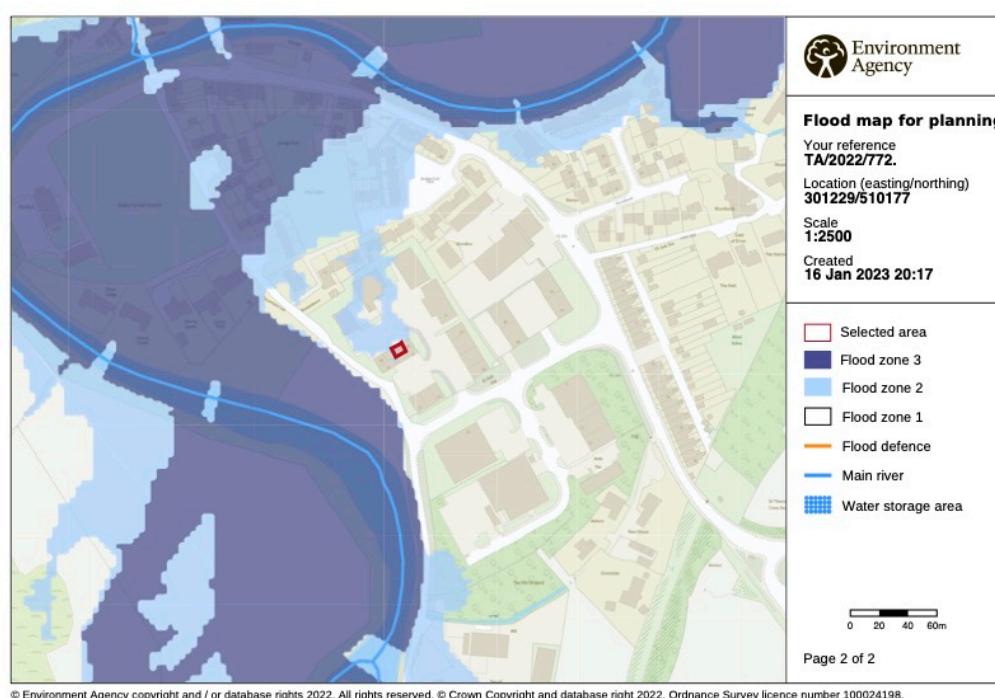 Environment
Agency
Flood map for planning
Your reference
TA/2022/772.
Location (easting/northing)
301229/510177
Scale
1:2500
Created
16 Jan 2023 20:17
Selected area
Flood zone 3
Flood zone 2
Flood zone 1
Flood defence
Main river
Water storage area
0 20 40 60m
Page 2 of 2
© Environment Agency copyright and / or database rights 2022. All rights reserved. © Crown Copyright and database right 2022. Ordnance Survey licence number 100024198.